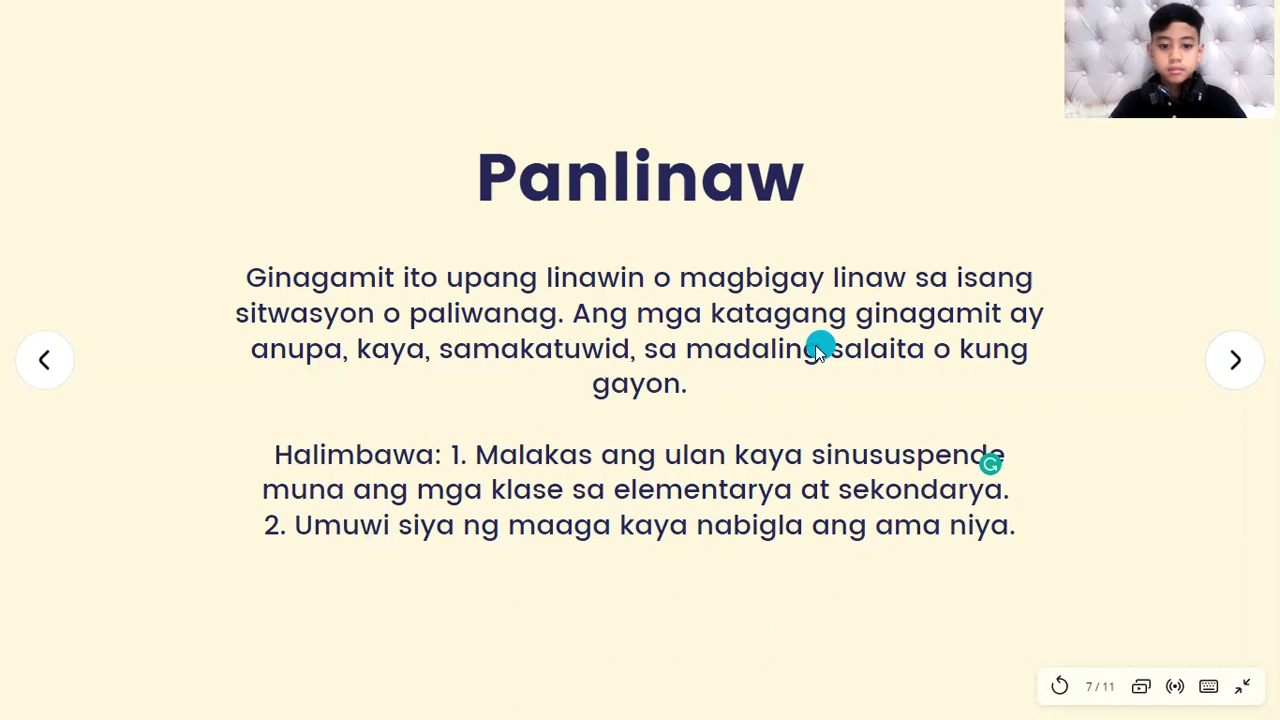 Panlinaw
Ginagamit ito upang linawin o magbigay linaw sa isang
sitwasyon o paliwanag. Ang mga katagang ginagamit ay
anupa, kaya, samakatuwid, sa madaling salaita o kung
gayon.
Halimbawa: 1. Malakas ang ulan kaya sinususpende
muna ang mga klase sa elementarya at sekondarya.
2. Umuwi siya ng maaga kaya nabigla ang ama niya.
7 / 11